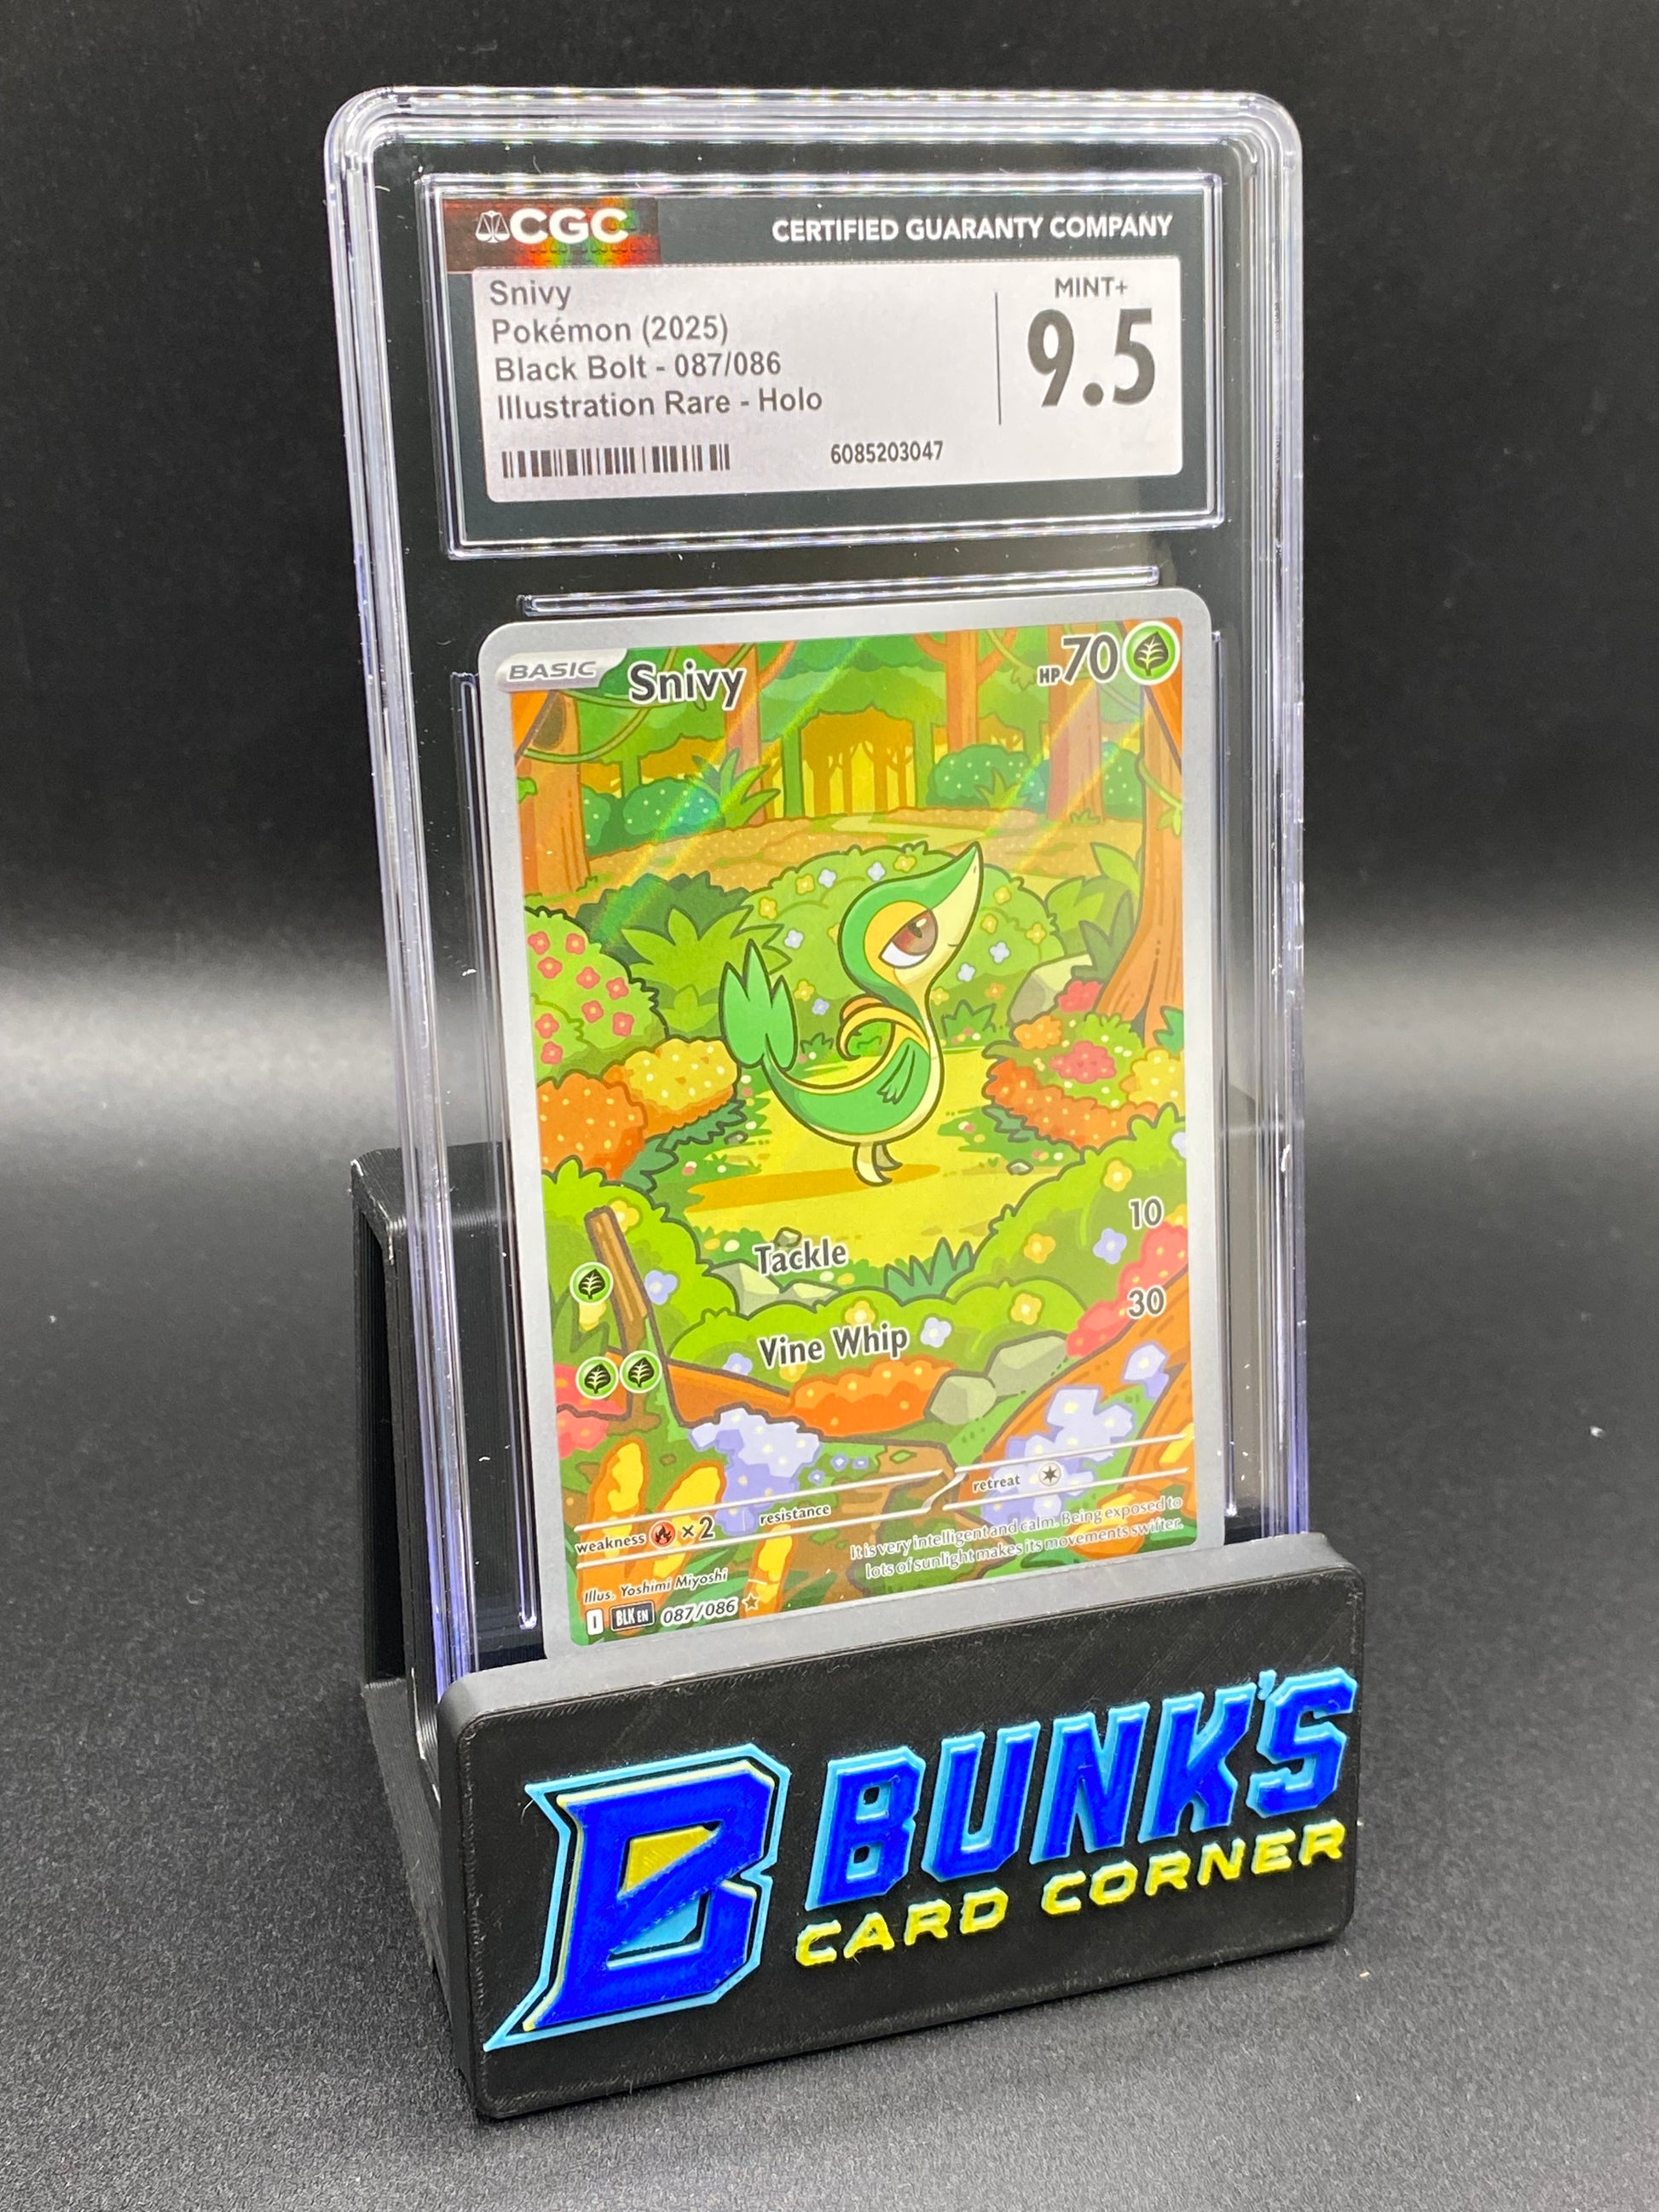 CGC CERTIFIED GUARANTY COMPANY
Snivy
Pokémon (2025)
Black Bolt - 087/086
Illustration Rare - Holo
MINT+
9.5
6085203047
BASIC Snivy HP70
Tackle 10
Vine Whip 30
weakness ×2 resistance retreat
It is very intelligent and calm. Being exposed to
lots of sunlight makes its movements swifter.
Illus. Yoshimi Miyoshi
I BLK EN 087/086
B BUNK'S
CARD CORNER